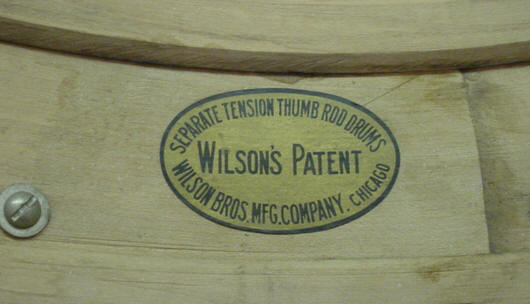 SEPARATE TENSION THUMB ROD DRUMS
WILSON'S PATENT
WILSON BROS. MFG. COMPANY. CHICAGO